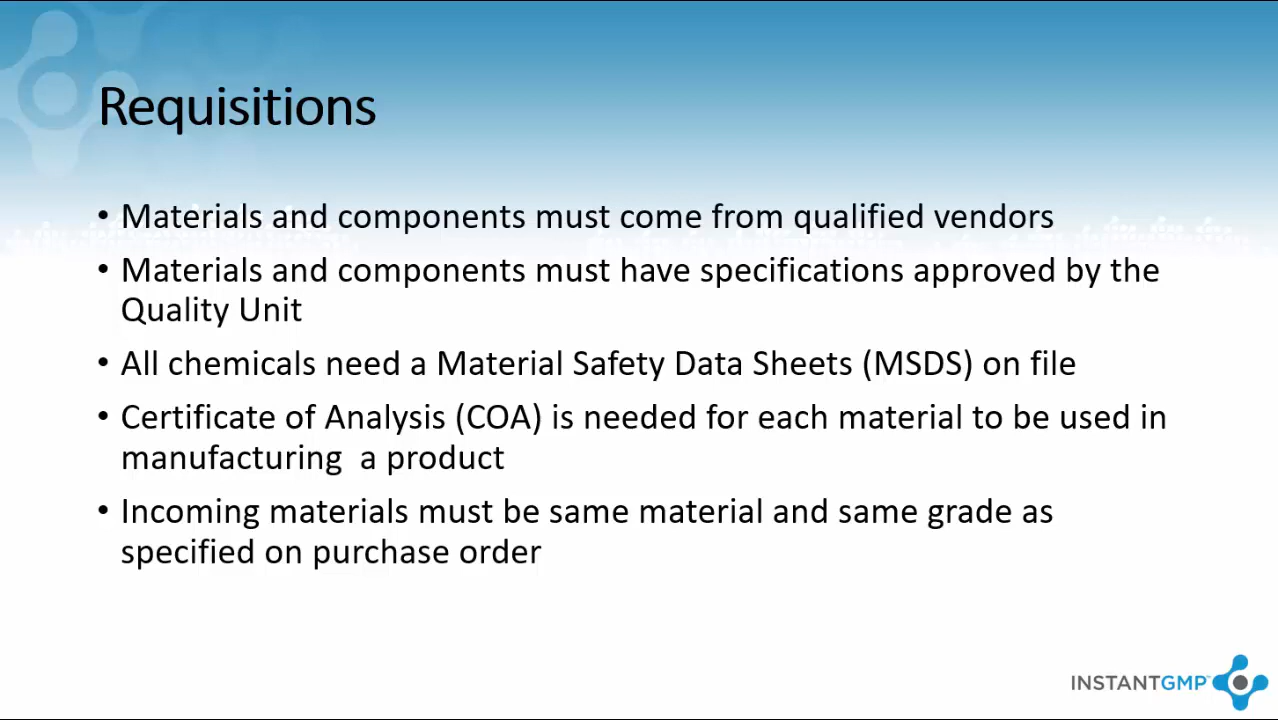 Requisitions
• Materials and components must come from qualified vendors
• Materials and components must have specifications approved by the
Quality Unit
• All chemicals need a Material Safety Data Sheets (MSDS) on file
• Certificate of Analysis (COA) is needed for each material to be used in
manufacturing  a product
• Incoming materials must be same material and same grade as
specified on purchase order
INSTANTGMP™